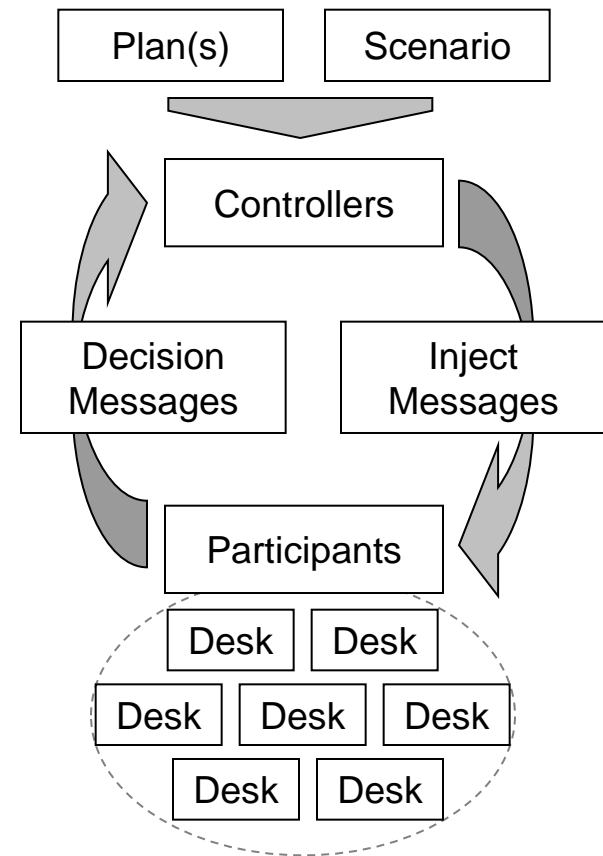 Plan(s)
Scenario
Controllers
Decision
Messages
Inject
Messages
Participants
Desk
Desk
Desk
Desk
Desk
Desk
Desk